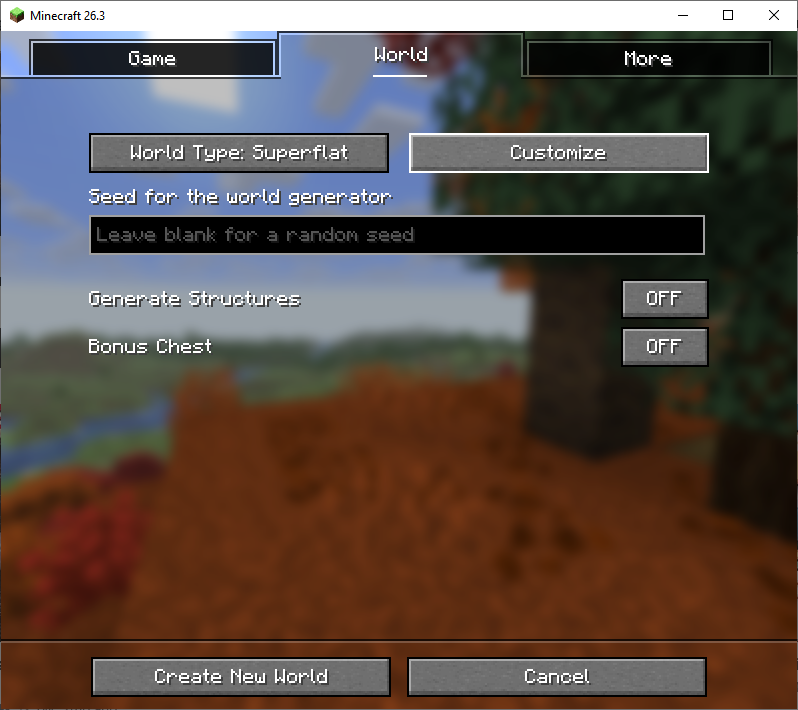 Minecraft 26.3
Game
World
More
World Type: Superflat
Customize
Seed for the world generator
Leave blank for a random seed
Generate Structures
OFF
Bonus Chest
OFF
Create New World
Cancel